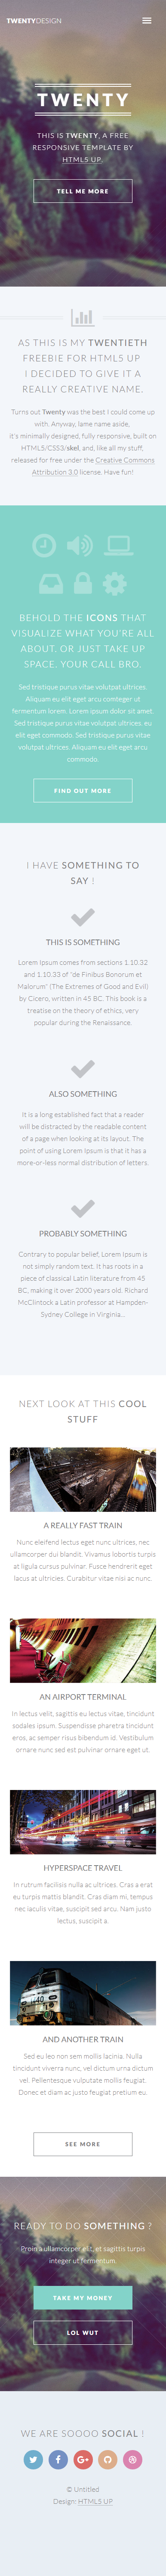 TWENTYDESIGN
TWENTY
THIS IS TWENTY, A FREE
RESPONSIVE TEMPLATE BY
HTML5 UP.
TELL ME MORE
AS THIS IS MY TWENTIETH
FREEBIE FOR HTML5 UP
I DECIDED TO GIVE IT A
REALLY CREATIVE NAME.
Turns out Twenty was the best I could come up
with. Anyway, lame name aside,
it's minimally designed, fully responsive, built on
HTML5/CSS3/skel, and, like all my stuff,
released for free under the Creative Commons
Attribution 3.0 license. Have fun!
BEHOLD THE ICONS THAT
VISUALIZE WHAT YOU'RE ALL
ABOUT. OR JUST TAKE UP
SPACE. YOUR CALL BRO.
Sed tristique purus vitae volutpat ultrices.
Aliquam eu elit eget arcu comteger ut
fermentum lorem. Lorem ipsum dolor sit amet.
Sed tristique purus vitae volutpat ultrices. eu
elit eget commodo. Sed tristique purus vitae
volutpat ultrices. Aliquam eu elit eget arcu
commodo.
FIND OUT MORE
I HAVE SOMETHING TO
SAY !
THIS IS SOMETHING
Lorem Ipsum comes from sections 1.10.32
and 1.10.33 of "de Finibus Bonorum et
Malorum" (The Extremes of Good and Evil)
by Cicero, written in 45 BC. This book is a
treatise on the theory of ethics, very
popular during the Renaissance.
ALSO SOMETHING
It is a long established fact that a reader
will be distracted by the readable content
of a page when looking at its layout. The
point of using Lorem Ipsum is that it has a
more-or-less normal distribution of letters.
PROBABLY SOMETHING
Contrary to popular belief, Lorem Ipsum is
not simply random text. It has roots in a
piece of classical Latin literature from 45
BC, making it over 2000 years old. Richard
McClintock a Latin professor at Hampden-
Sydney College in Virginia...
NEXT LOOK AT THIS COOL
STUFF
A REALLY FAST TRAIN
Nunc eleifend lectus eget nunc ultrices, nec
ullamcorper dui blandit. Vivamus lobortis turpis
at ligula cursus pulvinar. Fusce hendrerit eget
lacus at ultricies. Curabitur vitae nisi ac nunc.
AN AIRPORT TERMINAL
In lectus velit, sagittis eu lectus vitae, tincidunt
sodales ipsum. Suspendisse pharetra tincidunt
eros, ac semper risus bibendum id. Vestibulum
ornare nunc sed est pulvinar ornare eget ut.
HYPERSPACE TRAVEL
In rutrum felis, sagittis nulla ac ultrices. Cras a erat
eu turpis mattis blandit. Cras diam mi, tempus
nec iaculis vitae, suscipit sed arcu. Nam justo
lectus, suscipit a.
AND ANOTHER TRAIN
Sed eu leo non sem mollis lacinia. Nulla
tincidunt viverra nunc, vel dictum urna dictum
vel. Pellentesque vulputate mollis feugiat.
Donec et diam ac justo feugiat pretium eu.
SEE MORE
READY TO DO SOMETHING ?
Proin a ullamcorper elit, et sagittis turpis
integer ut fermentum.
TAKE MY MONEY
LOL WUT
WE ARE SOOOO SOCIAL !
© Untitled
Design: HTML5 UP